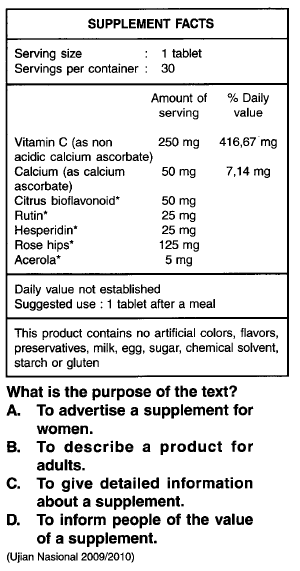 SUPPLEMENT FACTS
Serving size : 1 tablet
Servings per container : 30
Amount of % Daily
serving value
Vitamin C (as non 250 mg 416,67 mg
acidic calcium ascorbate)
Calcium (as calcium 50 mg 7,14 mg
ascorbate)
Citrus bioflavonoid* 50 mg
Rutin* 25 mg
Hesperidin* 25 mg
Rose hips* 125 mg
Acerola* 5 mg
Daily value not established
Suggested use : 1 tablet after a meal
This product contains no artificial colors, flavors,
preservatives, milk, egg, sugar, chemical solvent,
starch or gluten
What is the purpose of the text?
A. To advertise a supplement for
women.
B. To describe a product for
adults.
C. To give detailed information
about a supplement.
D. To inform people of the value
of a supplement.
(Ujian Nasional 2009/2010)